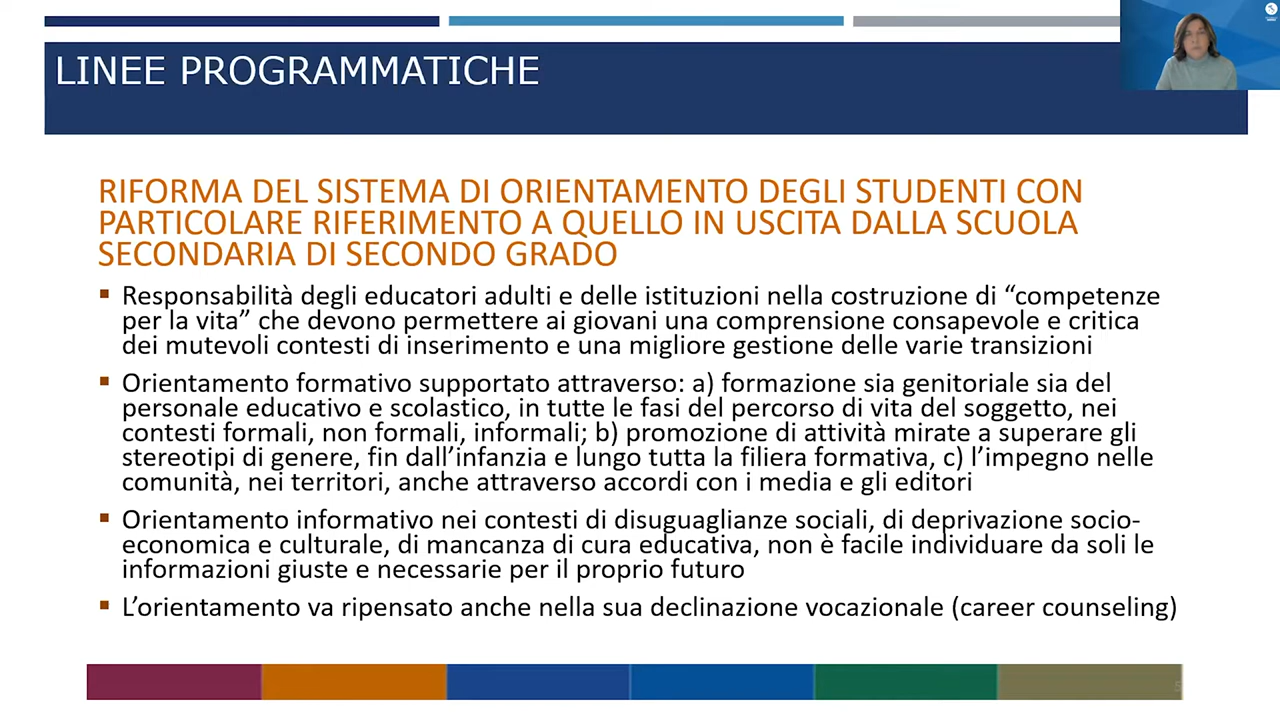 LINEE PROGRAMMATICHE
RIFORMA DEL SISTEMA DI ORIENTAMENTO DEGLI STUDENTI CON
PARTICOLARE RIFERIMENTO A QUELLO IN USCITA DALLA SCUOLA
SECONDARIA DI SECONDO GRADO
▪ Responsabilità degli educatori adulti e delle istituzioni nella costruzione di “competenze
per la vita” che devono permettere ai giovani una comprensione consapevole e critica
dei mutevoli contesti di inserimento e una migliore gestione delle varie transizioni
▪ Orientamento formativo supportato attraverso: a) formazione sia genitoriale sia del
personale educativo e scolastico, in tutte le fasi del percorso di vita del soggetto, nei
contesti formali, non formali, informali; b) promozione di attività mirate a superare gli
stereotipi di genere, fin dall’infanzia e lungo tutta la filiera formativa, c) l’impegno nelle
comunità, nei territori, anche attraverso accordi con i media e gli editori
▪ Orientamento informativo nei contesti di disuguaglianze sociali, di deprivazione socio-
economica e culturale, di mancanza di cura educativa, non è facile individuare da soli le
informazioni giuste e necessarie per il proprio futuro
▪ L’orientamento va ripensato anche nella sua declinazione vocazionale (career counseling)